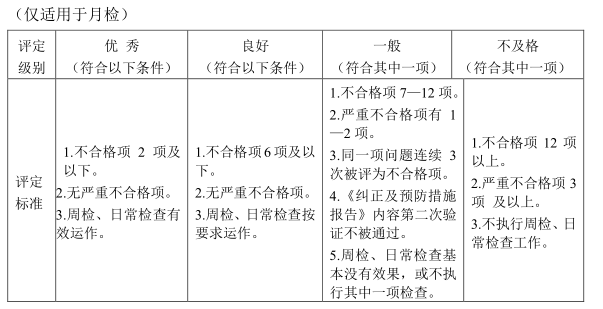 （仅适用于月检）
评定
级别
优 秀
（符合以下条件）
良好
（符合以下条件）
一般
（符合其中一项）
不及格
（符合其中一项）
评定
标准
1.不合格项 2 项及
以下。
2.无严重不合格项。
3.周检、日常检查有
效运作。
1.不合格项6项及以
下。
2.无严重不合格项。
3.周检、日常检查按
要求运作。
1.不合格项 7—12 项。
2.严重不合格项有 1
—2 项。
3.同一项问题连续 3
次被评为不合格项。
4.《纠正及预防措施
报告》内容第二次验
证不被通过。
5.周检、日常检查基
本没有效果，或不执
行其中一项检查。
1.不合格项 12 项
以上。
2.严重不合格项3
项 及以上。
3.不执行周检、日
常检查工作。